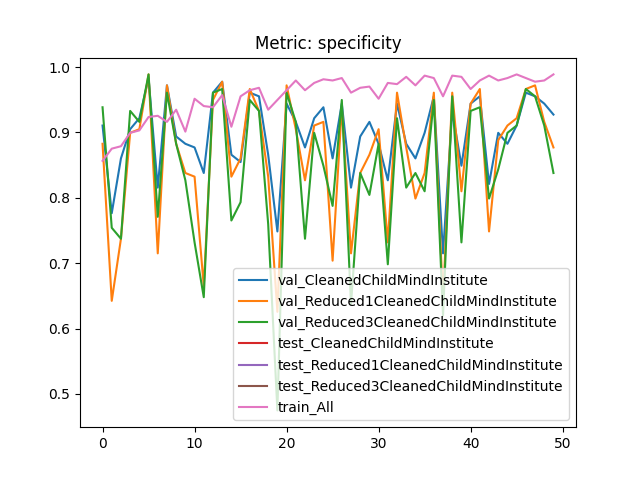 Metric: specificity
1.0
0.9
0.8
0.7
0.6
0.5
val_CleanedChildMindInstitute
val_Reduced1CleanedChildMindInstitute
val_Reduced3CleanedChildMindInstitute
test_CleanedChildMindInstitute
test_Reduced1CleanedChildMindInstitute
test_Reduced3CleanedChildMindInstitute
train_All
0 10 20 30 40 50